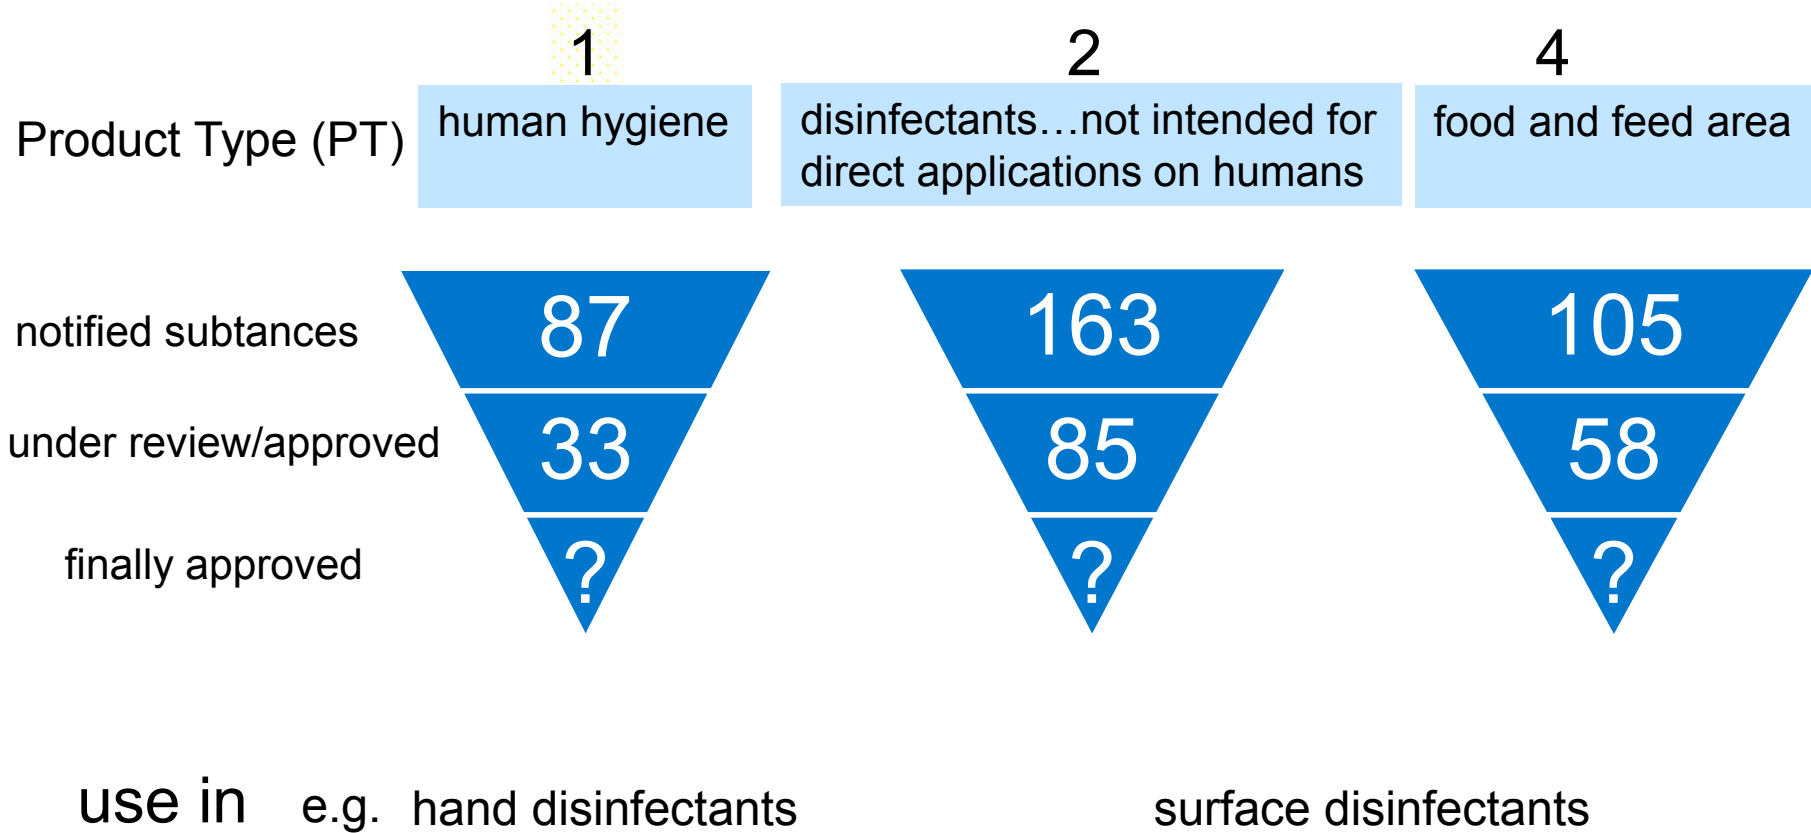 1 2 4
Product Type (PT) human hygiene disinfectants…not intended for food and feed area
direct applications on humans
notified subtances 87 163 105
under review/approved 33 85 58
finally approved ? ? ?
use in e.g. hand disinfectants surface disinfectants